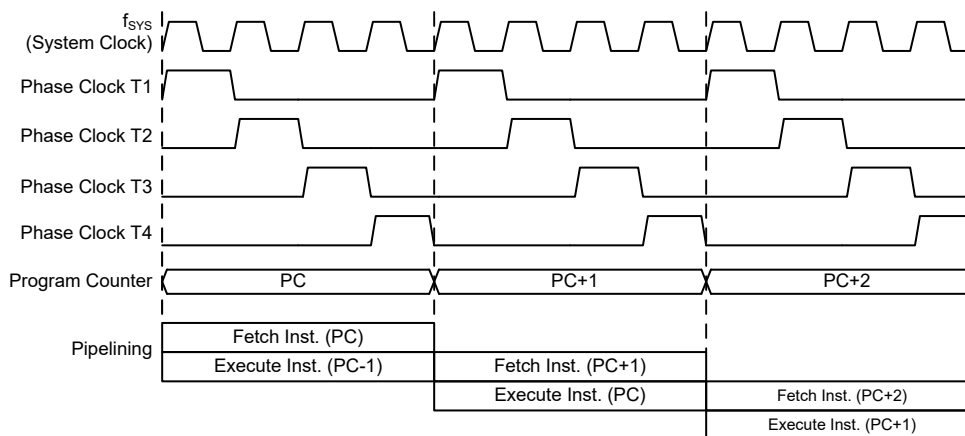 fSYS
(System Clock)
Phase Clock T1
Phase Clock T2
Phase Clock T3
Phase Clock T4
Program Counter
PC
PC+1
PC+2
Pipelining
Fetch Inst. (PC)
Execute Inst. (PC-1)
Fetch Inst. (PC+1)
Execute Inst. (PC)
Fetch Inst. (PC+2)
Execute Inst. (PC+1)